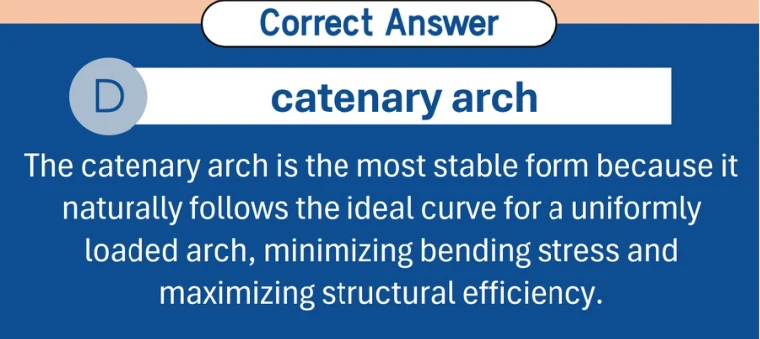 Correct Answer
D
catenary arch
The catenary arch is the most stable form because it
naturally follows the ideal curve for a uniformly
loaded arch, minimizing bending stress and
maximizing structural efficiency.